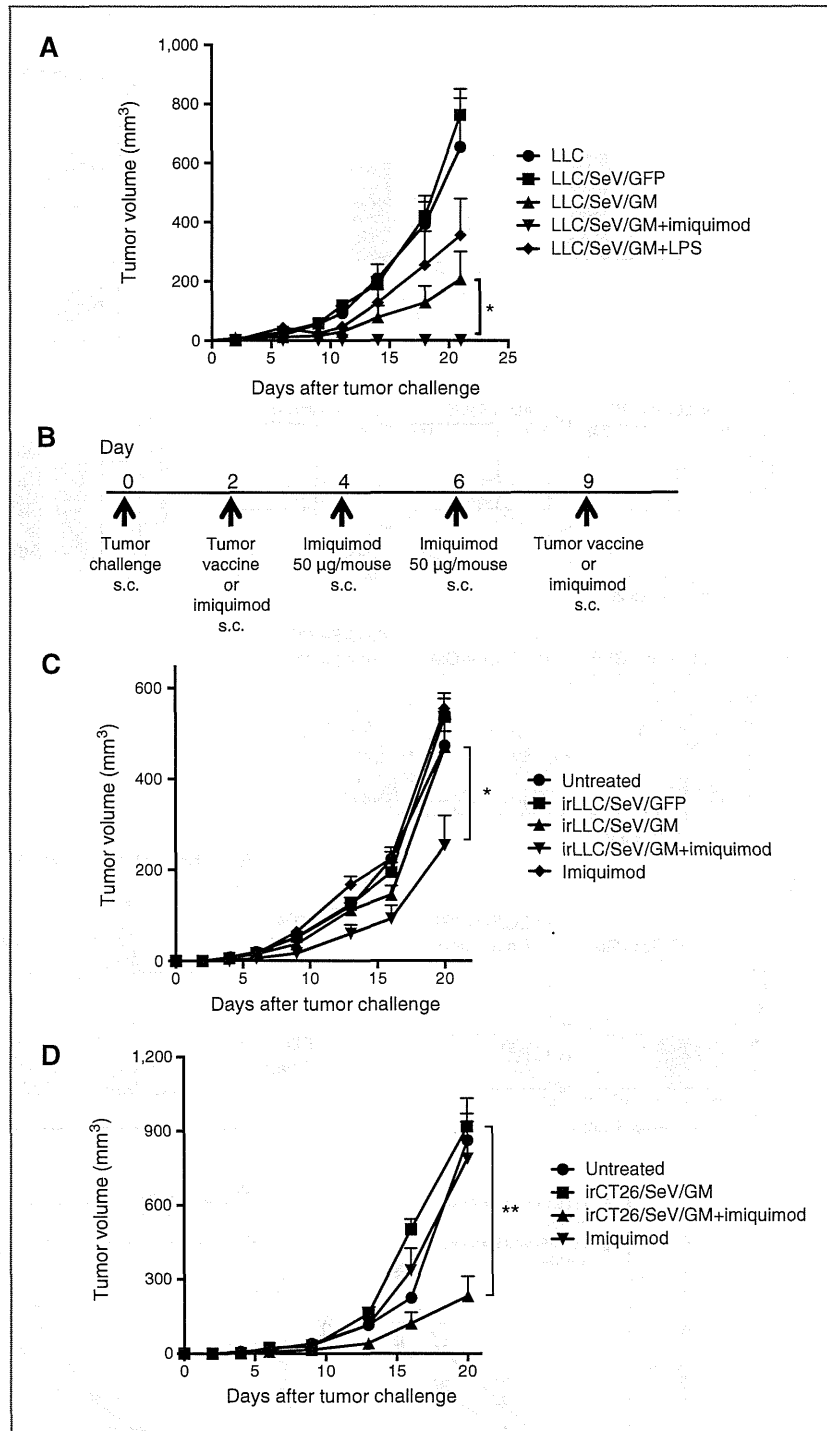 A
1,000
800
600
400
200
0
Tumor volume (mm³)
0 5 10 15 20 25
Days after tumor challenge
LLC
LLC/SeV/GFP
LLC/SeV/GM
LLC/SeV/GM+imiquimod
LLC/SeV/GM+LPS
*
B
Day
0 2 4 6 9
Tumor challenge s.c.
Tumor vaccine or imiquimod s.c.
Imiquimod 50 µg/mouse s.c.
Imiquimod 50 µg/mouse s.c.
Tumor vaccine or imiquimod s.c.
C
600
400
200
0
Tumor volume (mm³)
0 5 10 15 20
Days after tumor challenge
Untreated
irLLC/SeV/GFP
irLLC/SeV/GM
irLLC/SeV/GM+imiquimod
Imiquimod
*
D
1,200
900
600
300
0
Tumor volume (mm³)
0 5 10 15 20
Days after tumor challenge
Untreated
irCT26/SeV/GM
irCT26/SeV/GM+imiquimod
Imiquimod
**